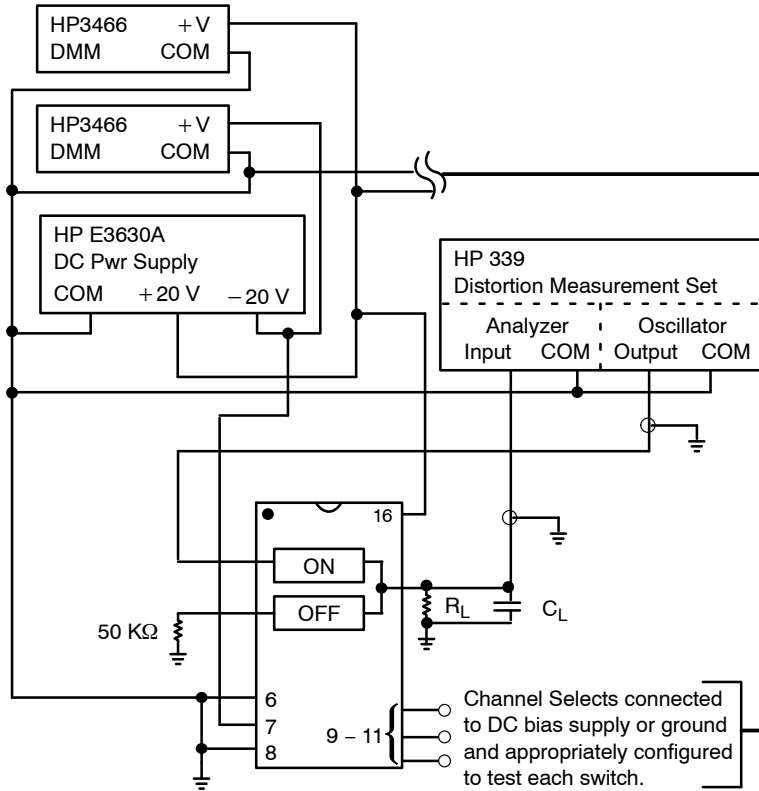 HP3466 +V
DMM COM
HP3466 +V
DMM COM
HP E3630A
DC Pwr Supply
COM +20 V −20 V
HP 339
Distortion Measurement Set
Analyzer Oscillator
Input COM Output COM
16
ON
OFF
50 KΩ
RL
CL
6
7
8
9 − 11
Channel Selects connected
to DC bias supply or ground
and appropriately configured
to test each switch.